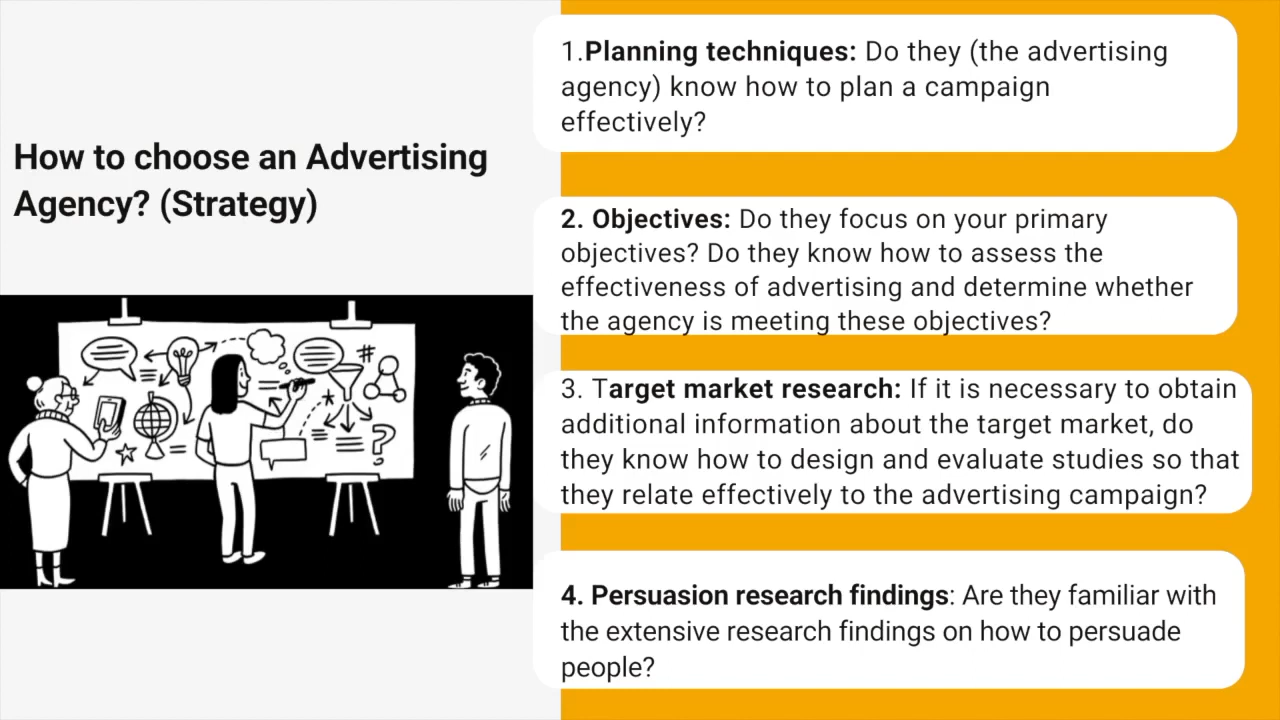 How to choose an Advertising
Agency? (Strategy)
1.Planning techniques: Do they (the advertising
agency) know how to plan a campaign
effectively?
2. Objectives: Do they focus on your primary
objectives? Do they know how to assess the
effectiveness of advertising and determine whether
the agency is meeting these objectives?
3. Target market research: If it is necessary to obtain
additional information about the target market, do
they know how to design and evaluate studies so that
they relate effectively to the advertising campaign?
4. Persuasion research findings: Are they familiar with
the extensive research findings on how to persuade
people?
#
?